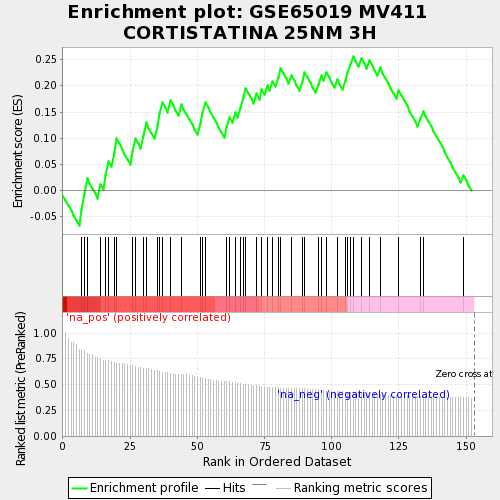 Enrichment plot: GSE65019 MV411
CORTISTATINA 25NM 3H
Enrichment score (ES)
0.25
0.20
0.15
0.10
0.05
0.00
-0.05
'na_pos' (positively correlated)
Ranked list metric (PreRanked)
1.00
0.75
0.50
0.25
0.00
Zero cross at
'na_neg' (negatively correlated)
0 25 50 75 100 125 150
Rank in Ordered Dataset
Enrichment profile Hits Ranking metric scores